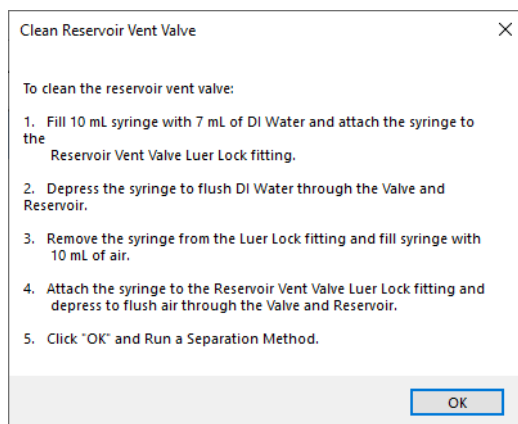 Clean Reservoir Vent Valve
To clean the reservoir vent valve:
1. Fill 10 mL syringe with 7 mL of DI Water and attach the syringe to
the
Reservoir Vent Valve Luer Lock fitting.
2. Depress the syringe to flush DI Water through the Valve and
Reservoir.
3. Remove the syringe from the Luer Lock fitting and fill syringe with
10 mL of air.
4. Attach the syringe to the Reservoir Vent Valve Luer Lock fitting and
depress to flush air through the Valve and Reservoir.
5. Click "OK" and Run a Separation Method.
OK